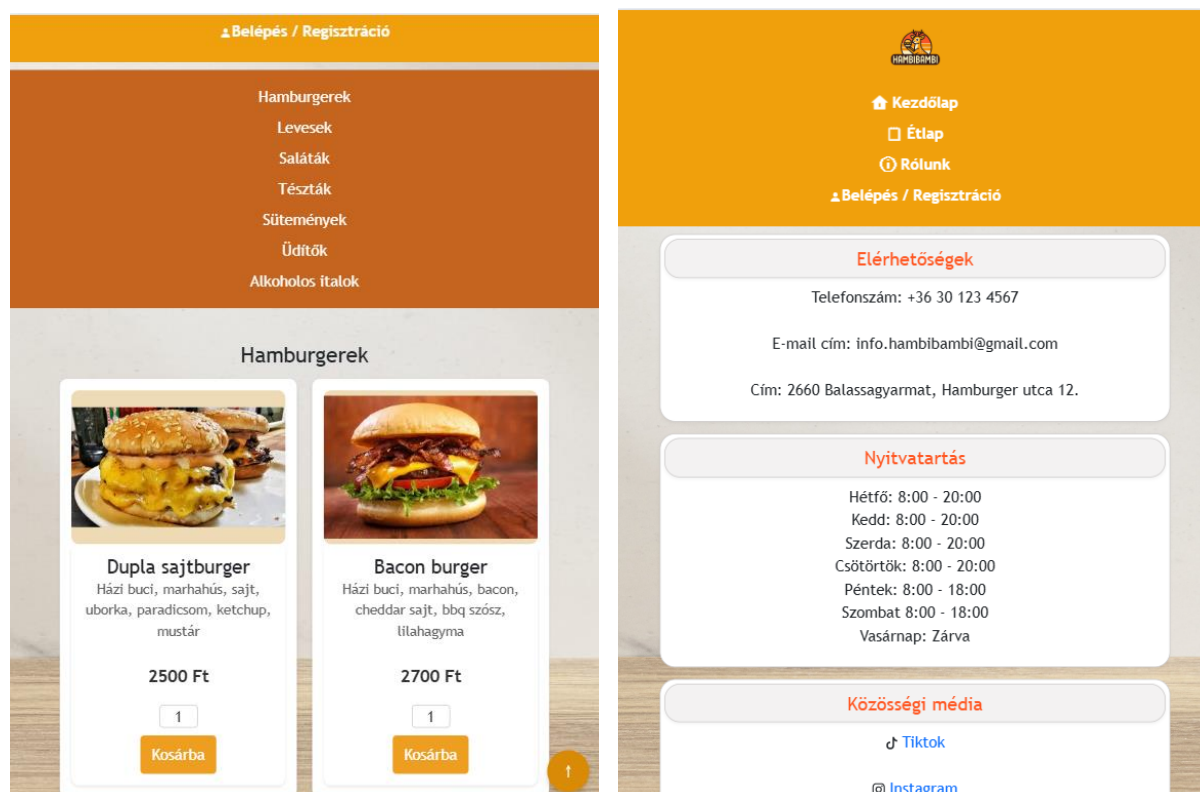 Belépés / Regisztráció
Hamburgerek
Levesek
Saláták
Tészták
Sütemények
Üdítők
Alkoholos italok
Hamburgerek
Dupla sajtburger
Házi buci, marhahús, sajt,
uborka, paradicsom, ketchup,
mustár
2500 Ft
1
Kosárba
Bacon burger
Házi buci, marhahús, bacon,
cheddar sajt, bbq szósz,
lilahagyma
2700 Ft
1
Kosárba
↑
HAMBIBAMBI
Kezdőlap
Étlap
Rólunk
Belépés / Regisztráció
Elérhetőségek
Telefonszám: +36 30 123 4567
E-mail cím: info.hambibambi@gmail.com
Cím: 2660 Balassagyarmat, Hamburger utca 12.
Nyitvatartás
Hétfő: 8:00 - 20:00
Kedd: 8:00 - 20:00
Szerda: 8:00 - 20:00
Csötörtök: 8:00 - 20:00
Péntek: 8:00 - 18:00
Szombat 8:00 - 18:00
Vasárnap: Zárva
Közösségi média
Tiktok
Instagram